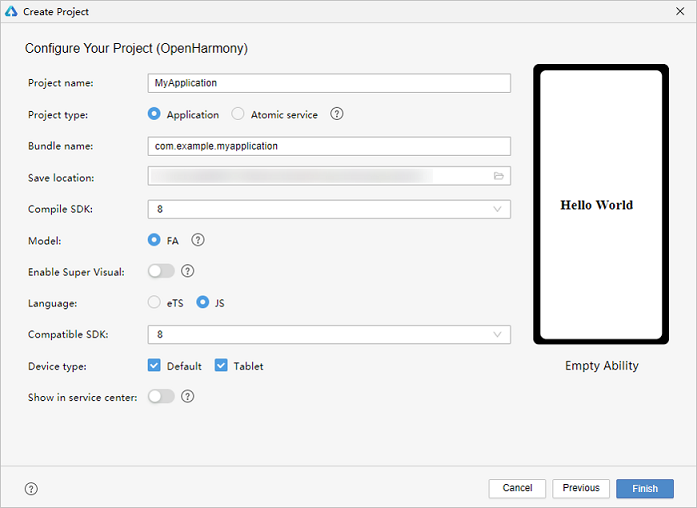 Create Project
Configure Your Project (OpenHarmony)
Project name: MyApplication
Project type: Application Atomic service ?
Bundle name: com.example.myapplication
Save location:
Compile SDK: 8
Model: FA ?
Enable Super Visual: ?
Language: eTS JS
Compatible SDK: 8
Device type: Default Tablet
Show in service center: ?
Hello World
Empty Ability
? Cancel Previous Finish